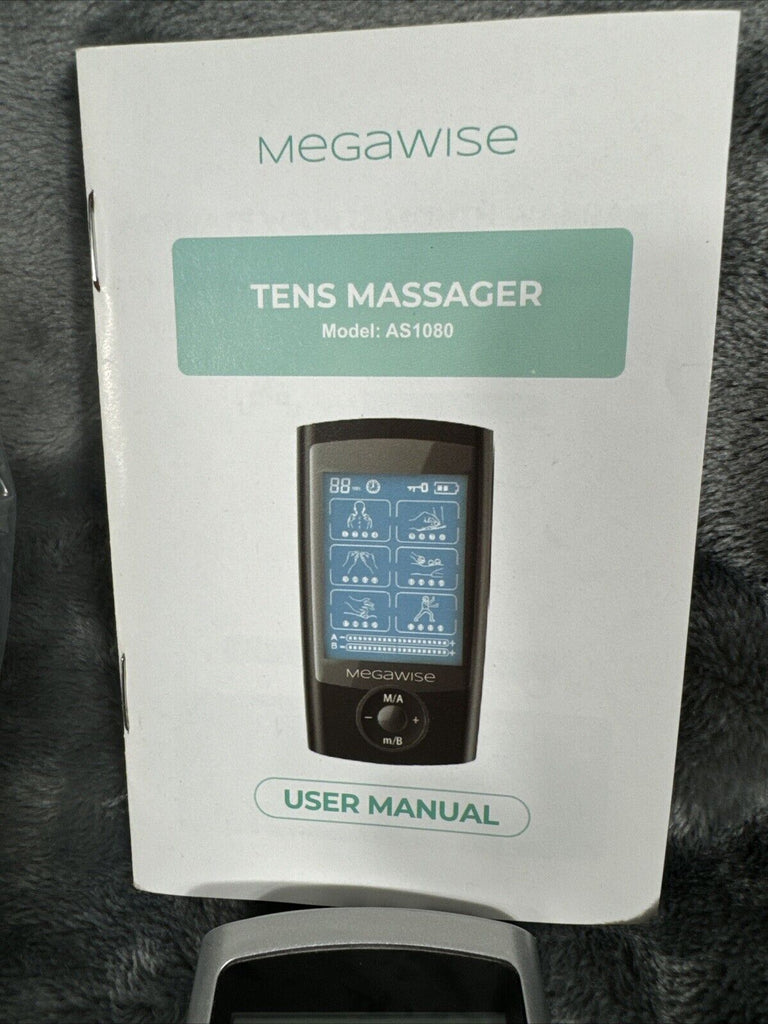 MEGAWISE
TENS MASSAGER
Model: AS1080
88
A - +
B - +
MEGAWISE
M/A
- +
m/B
USER MANUAL